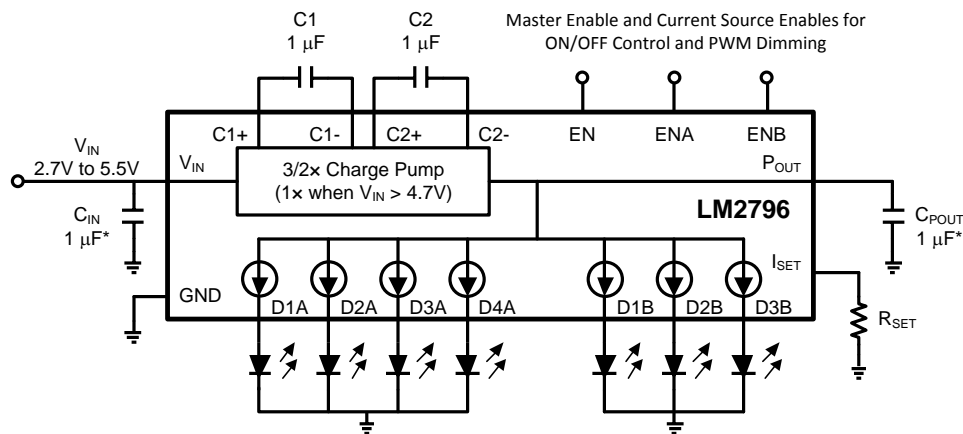 C1
1 μF
C2
1 μF
Master Enable and Current Source Enables for
ON/OFF Control and PWM Dimming
C1+
C1-
C2+
C2-
EN
ENA
ENB
VIN
2.7V to 5.5V
VIN
3/2× Charge Pump
(1× when VIN > 4.7V)
POUT
LM2796
CIN
1 μF*
CPOUT
1 μF*
ISET
GND
D1A
D2A
D3A
D4A
D1B
D2B
D3B
RSET